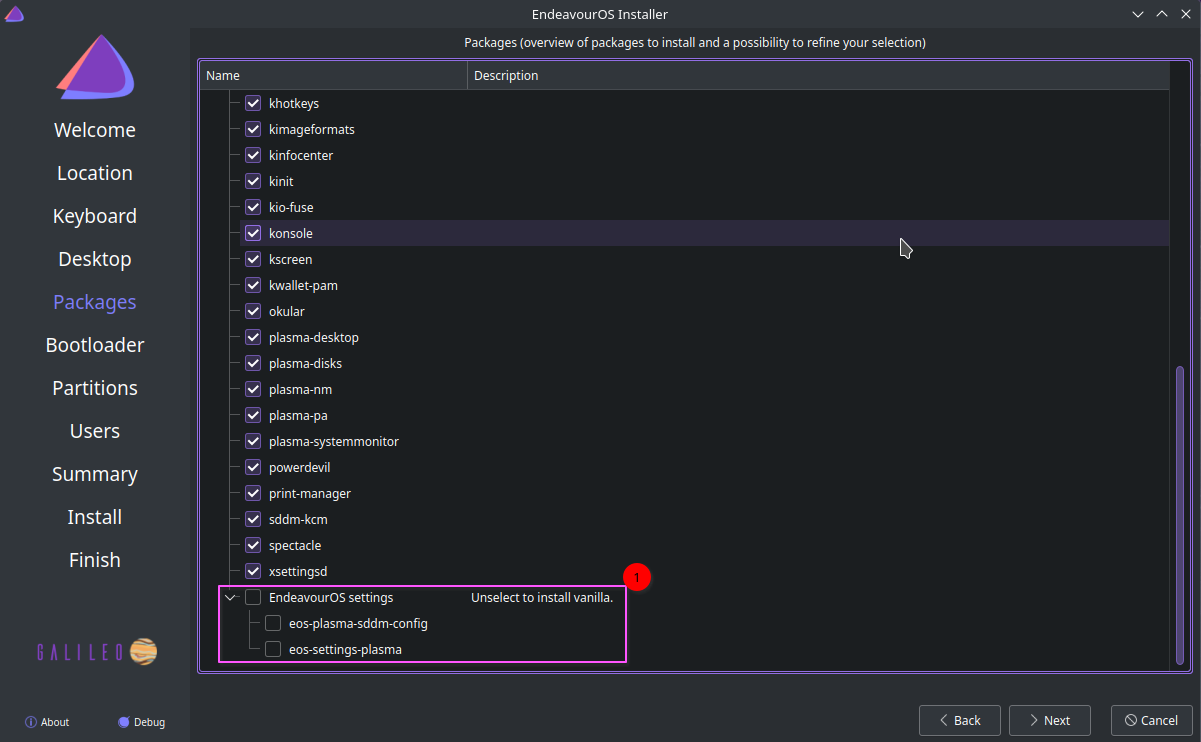 EndeavourOS Installer
Packages (overview of packages to install and a possibility to refine your selection)
Welcome
Location
Keyboard
Desktop
Packages
Bootloader
Partitions
Users
Summary
Install
Finish
GALILEO
About
Debug
Name Description
khotkeys
kimageformats
kinfocenter
kinit
kio-fuse
konsole
kscreen
kwallet-pam
okular
plasma-desktop
plasma-disks
plasma-nm
plasma-pa
plasma-systemmonitor
powerdevil
print-manager
sddm-kcm
spectacle
xsettingsd
1
EndeavourOS settings Unselect to install vanilla.
eos-plasma-sddm-config
eos-settings-plasma
Back
Next
Cancel